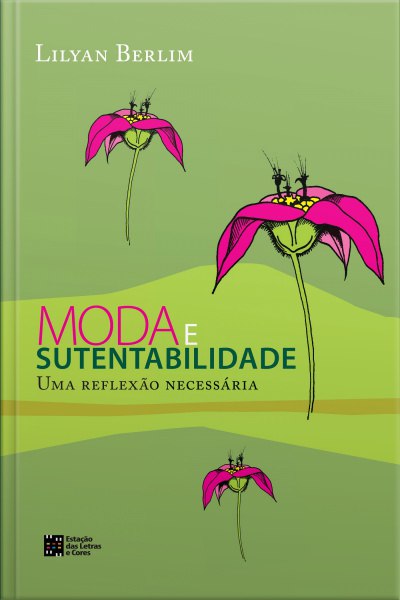 Lilyan Berlim
MODA E
SUTENTABILIDADE
Uma reflexão necessária
Estação
das Letras
e Cores